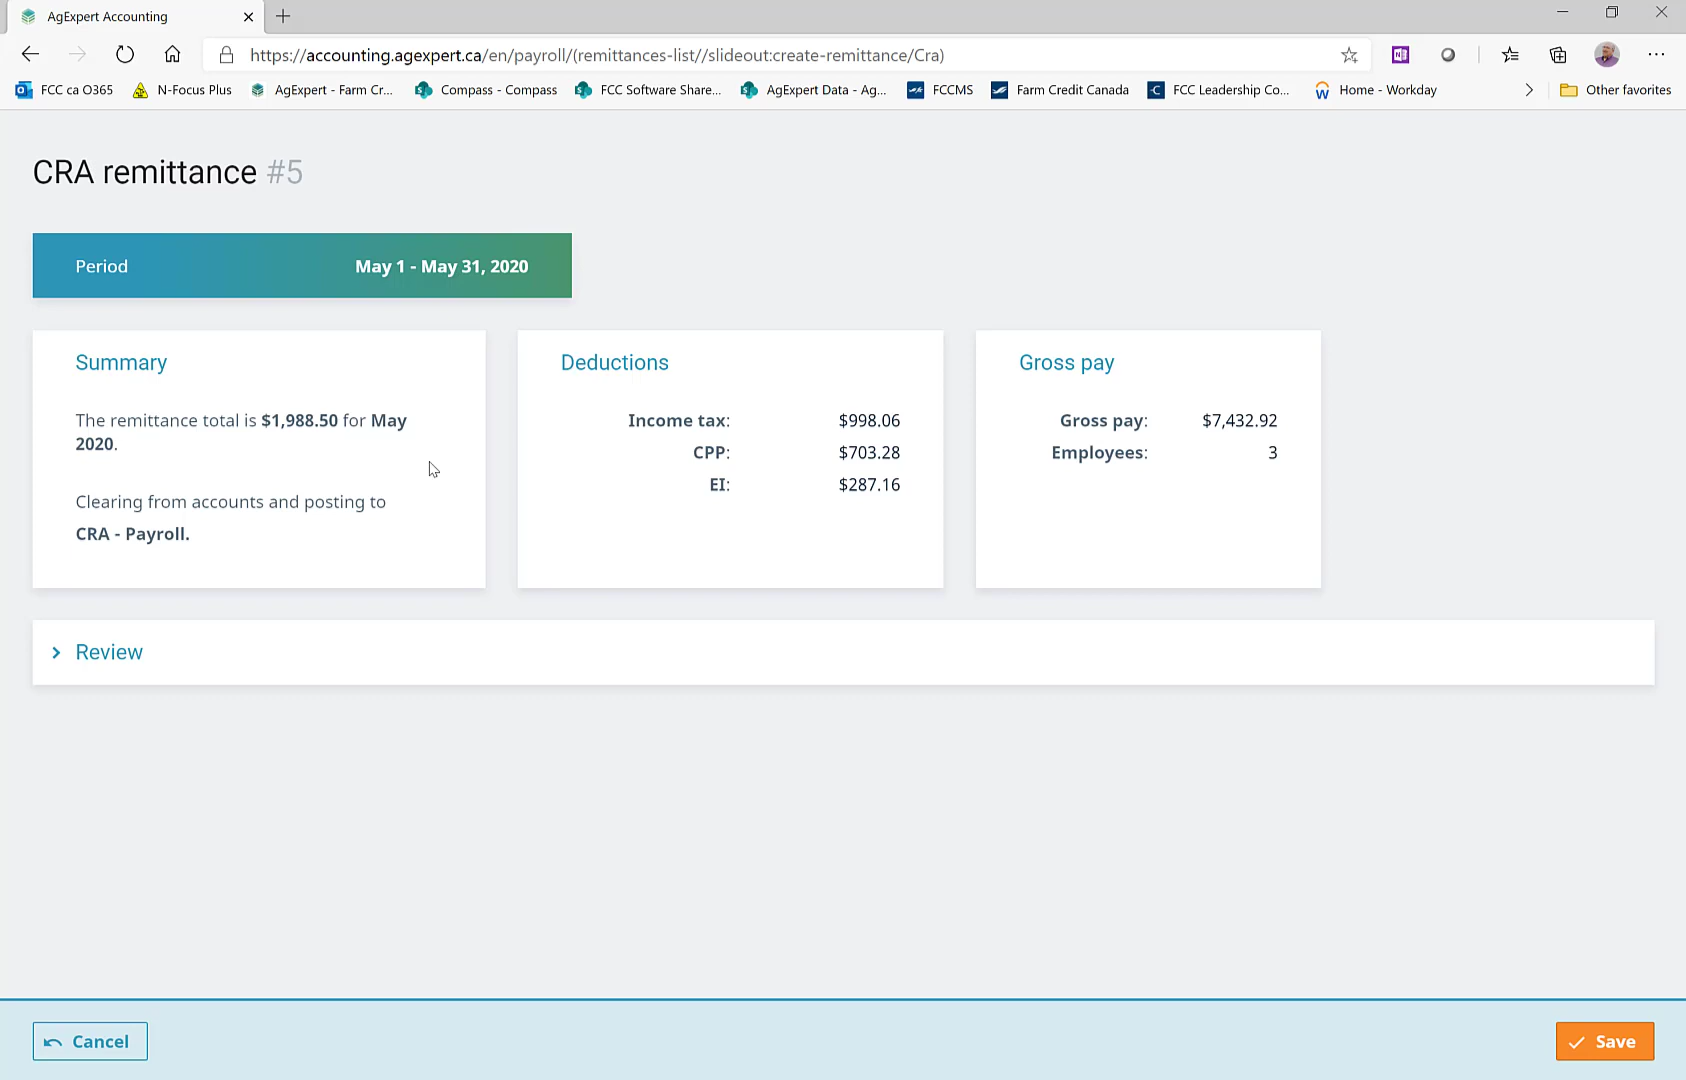 AgExpert Accounting
https://accounting.agexpert.ca/en/payroll/(remittances-list//slideout:create-remittance/Cra)
FCC ca O365 N-Focus Plus AgExpert - Farm Cr... Compass - Compass FCC Software Share... AgExpert Data - Ag... FCCMS Farm Credit Canada FCC Leadership Co... Home - Workday Other favorites
CRA remittance #5
Period May 1 - May 31, 2020
Summary
The remittance total is $1,988.50 for May
2020.
Clearing from accounts and posting to
CRA - Payroll.
Deductions
Income tax: $998.06
CPP: $703.28
EI: $287.16
Gross pay
Gross pay: $7,432.92
Employees: 3
Review
Cancel
Save